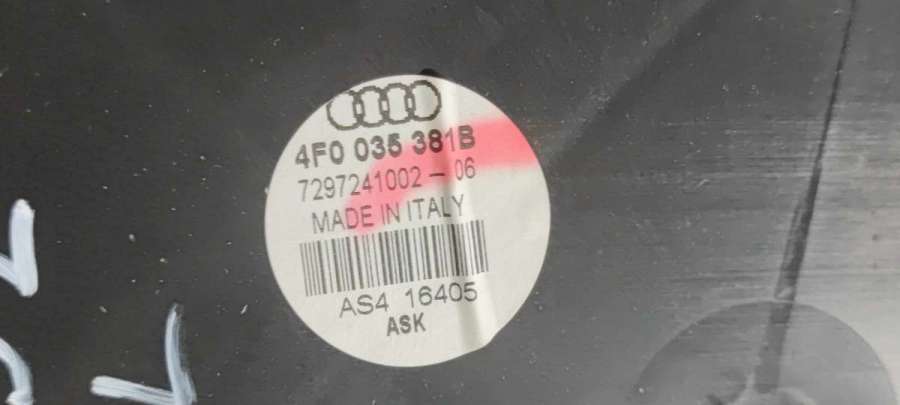 4F0 035 381B
7297241002 - 06
MADE IN ITALY
AS4 16405
ASK